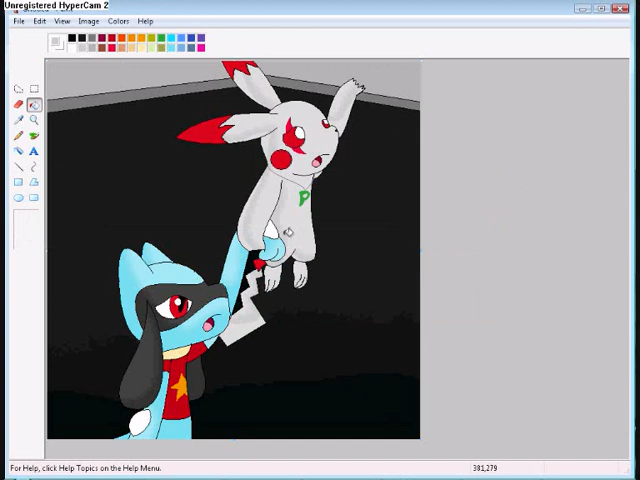 Unregistered HyperCam 2
File Edit View Image Colors Help
A
P
For Help, click Help Topics on the Help Menu.
381,279